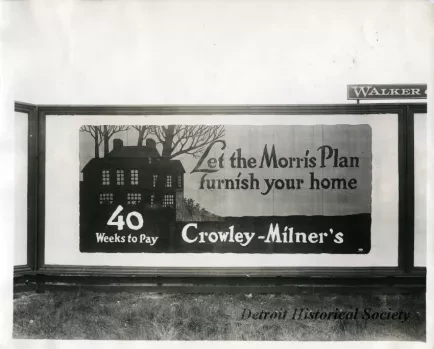 WALKER
Let the Morris Plan
furnish your home
40
Weeks to Pay
Crowley-Milner's
Detroit Historical Society